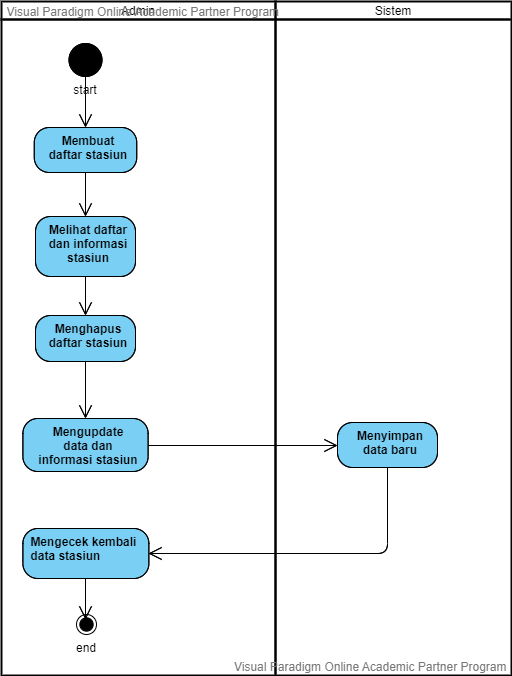 Visual Paradigm Online Academic Partner Program
Admin
Sistem
start
Membuat
daftar stasiun
Melihat daftar
dan informasi
stasiun
Menghapus
daftar stasiun
Mengupdate
data dan
informasi stasiun
Menyimpan
data baru
Mengecek kembali
data stasiun
end
Visual Paradigm Online Academic Partner Program